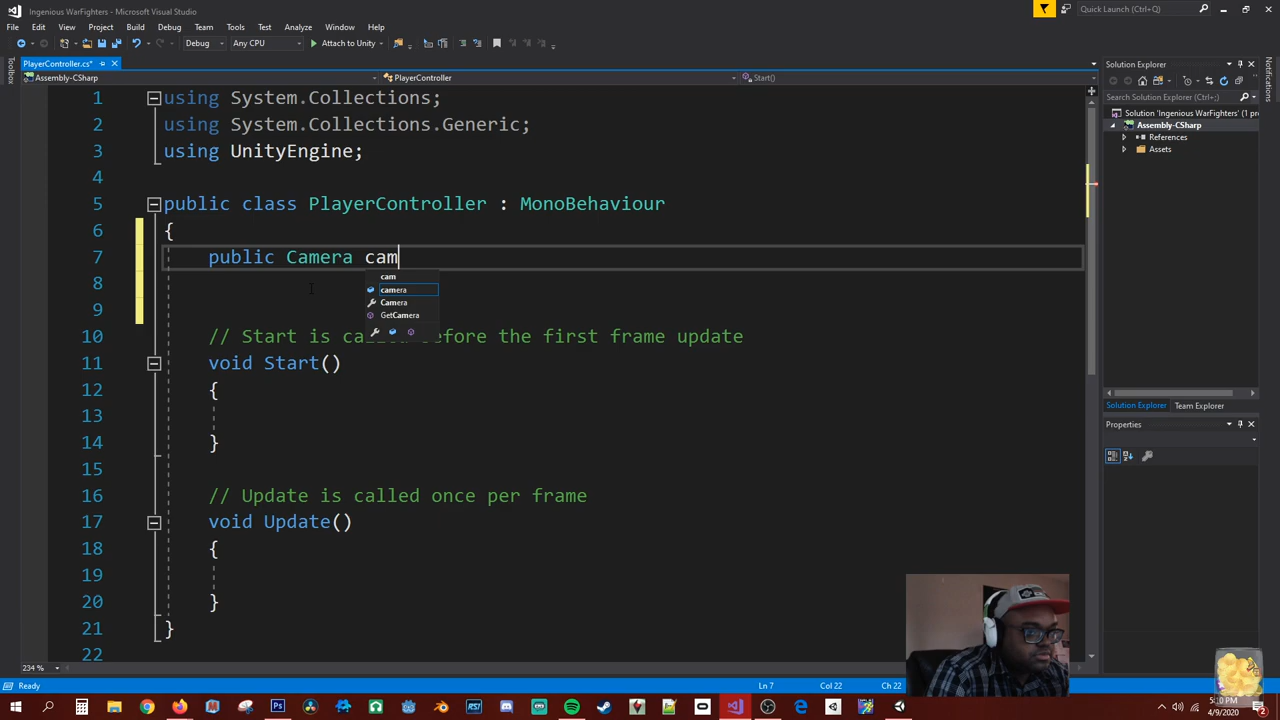 Ingenious WarFighters - Microsoft Visual Studio
Quick Launch (Ctrl+Q)
File Edit View Project Build Debug Team Tools Test Analyze Window Help
Debug Any CPU Attach to Unity
Toolbox
PlayerController.cs*
Assembly-CSharp PlayerController Start()
1 using System.Collections;
2 using System.Collections.Generic;
3 using UnityEngine;
4
5 public class PlayerController : MonoBehaviour
6 {
7 public Camera cam
cam
8
camera
Camera
9
GetCamera
10 // Start is called before the first frame update
11 void Start()
12 {
13
14 }
15
16 // Update is called once per frame
17 void Update()
18 {
19
20 }
21 }
22
234 %
Solution Explorer
Search Solution Explorer (Ctrl+;)
Solution 'Ingenious WarFighters' (1 pr
Assembly-CSharp
References
Assets
Solution Explorer Team Explorer
Properties
Notifications
Ready Ln 7 Col 22 Ch 22
Ps
RSI
4/9/2020
2